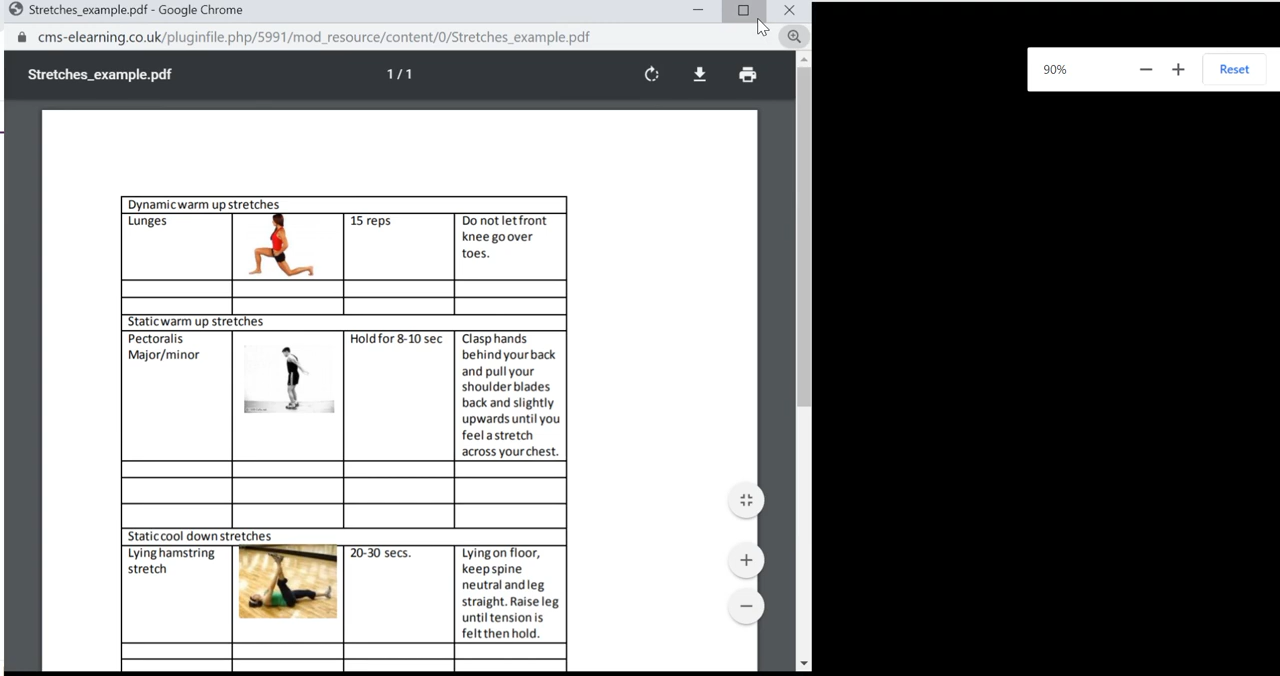 Stretches_example.pdf - Google Chrome
cms-elearning.co.uk/pluginfile.php/5991/mod_resource/content/0/Stretches_example.pdf
Stretches_example.pdf
1 / 1
90%
Reset
Dynamic warm up stretches
Lunges
15 reps
Do not let front
knee go over
toes.
Static warm up stretches
Pectoralis
Major/minor
Hold for 8-10 sec
Clasp hands
behind your back
and pull your
shoulder blades
back and slightly
upwards until you
feel a stretch
across your chest.
Static cool down stretches
Lying hamstring
stretch
20-30 secs.
Lying on floor,
keep spine
neutral and leg
straight. Raise leg
until tension is
felt then hold.